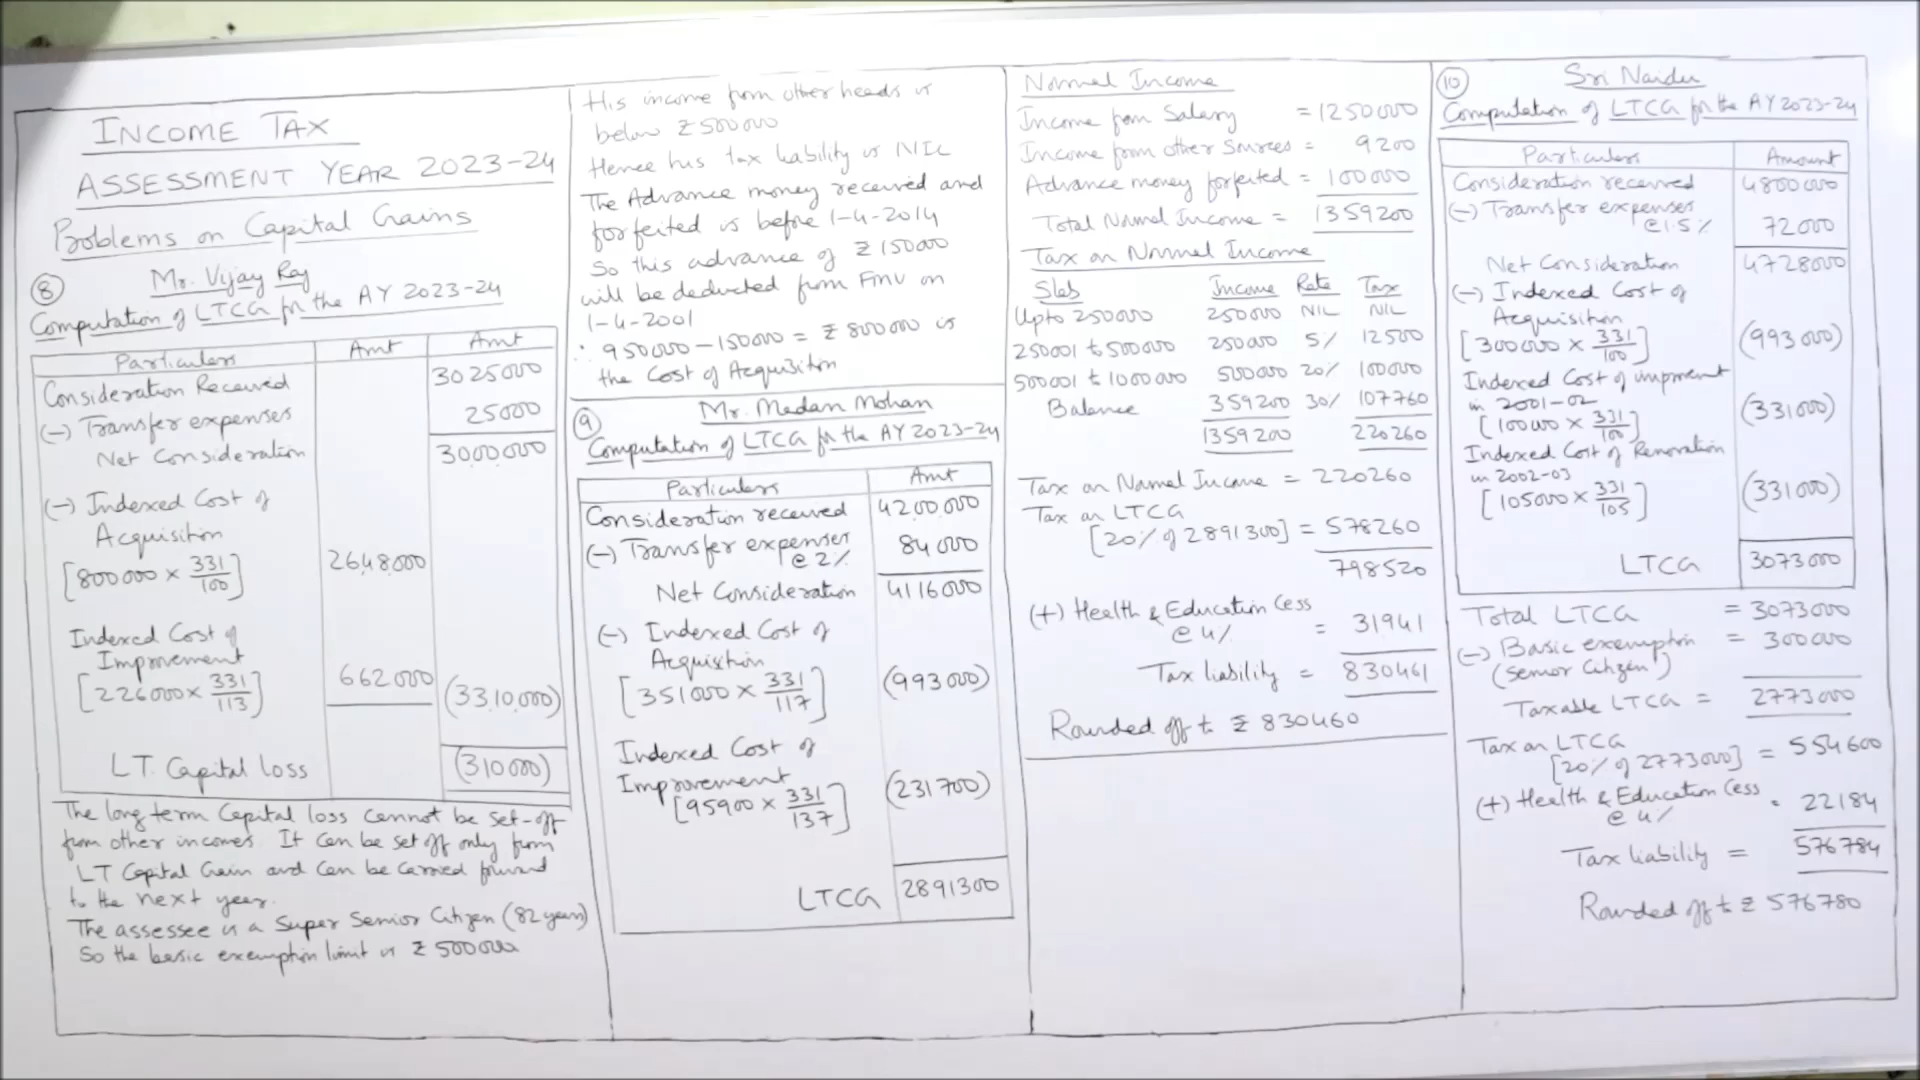 INCOME TAX
ASSESSMENT YEAR 2023-24
Problems on Capital Gains
⑧ Mr. Vijay Raj
Computation of LTCG for the AY 2023-24
Particulars Amt Amt
Consideration Received 3025000
(-) Transfer expenses 25000
Net Consideration 3000000
(-) Indexed Cost of
Acquisition
[800000 × 331/100] 2648000
Indexed Cost of
Improvement
[226000 × 331/113] 662000 (3310000)
LT. Capital loss (310000)
The long term Capital loss cannot be set-off
from other incomes. It can be set off only from
LT Capital Gain and can be carried forward
to the next year.
The assessee is a Super Senior Citizen (82 years)
So the basic exemption limit is ₹ 500000
His income from other heads is
below ₹ 500000
Hence his tax liability is NIL
The Advance money received and
forfeited is before 1-4-2014
So this advance of ₹ 150000
will be deducted from FMV on
1-4-2001
∴ 950000 - 150000 = ₹ 800000 is
the Cost of Acquisition
⑨ Mr. Madan Mohan
Computation of LTCG for the AY 2023-24
Particulars Amt
Consideration received 4200000
(-) Transfer expenses @ 2% 84000
Net Consideration 4116000
(-) Indexed Cost of
Acquisition
[351000 × 331/117] (993000)
Indexed Cost of
Improvement
[95900 × 331/137] (231700)
LTCG 2891300
Normal Income
Income from Salary = 1250000
Income from other Sources = 9200
Advance money forfeited = 100000
Total Normal Income = 1359200
Tax on Normal Income
Slab Income Rate Tax
Upto 250000 250000 NIL NIL
250001 to 500000 250000 5% 12500
500001 to 1000000 500000 20% 100000
Balance 359200 30% 107760
1359200 220260
Tax on Normal Income = 220260
Tax on LTCG
[20% of 2891300] = 578260
798520
(+) Health & Education Cess
@ 4% = 31941
Tax liability = 830461
Rounded off to ₹ 830460
⑩ Sri Naidu
Computation of LTCG for the AY 2023-24
Particulars Amount
Consideration received 4800000
(-) Transfer expenses
@ 1.5% 72000
Net Consideration 4728000
(-) Indexed Cost of
Acquisition
[300000 × 331/100] (993000)
Indexed Cost of imprment
in 2001-02
[100000 × 331/100] (331000)
Indexed Cost of Renovation
in 2002-03
[105000 × 331/105] (331000)
LTCG 3073000
Total LTCG = 3073000
(-) Basic exemption = 300000
(Senior Citizen)
Taxable LTCG = 2773000
Tax on LTCG
[20% of 2773000] = 554600
(+) Health & Education Cess
@ 4% = 22184
Tax liability = 576784
Rounded off to ₹ 576780